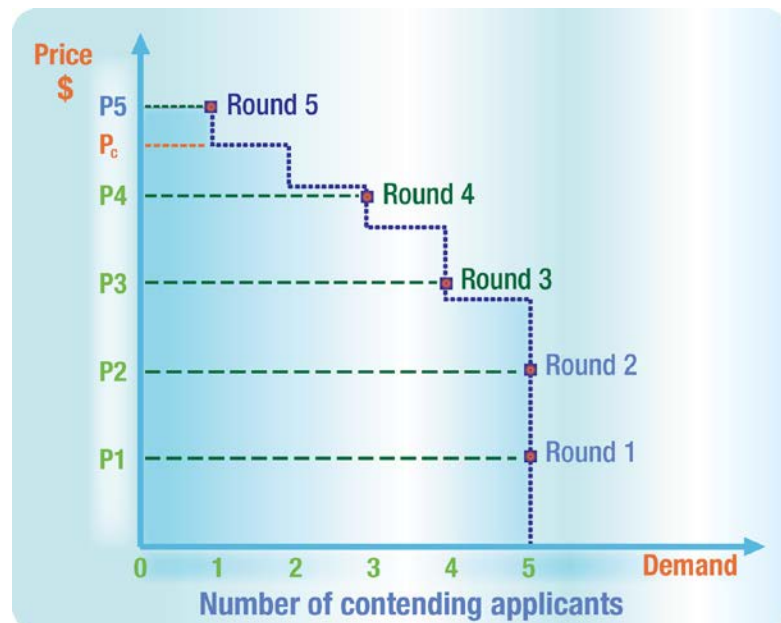 Price
$
P5
Round 5
Pc
P4
Round 4
P3
Round 3
P2
Round 2
P1
Round 1
0 1 2 3 4 5 Demand
Number of contending applicants